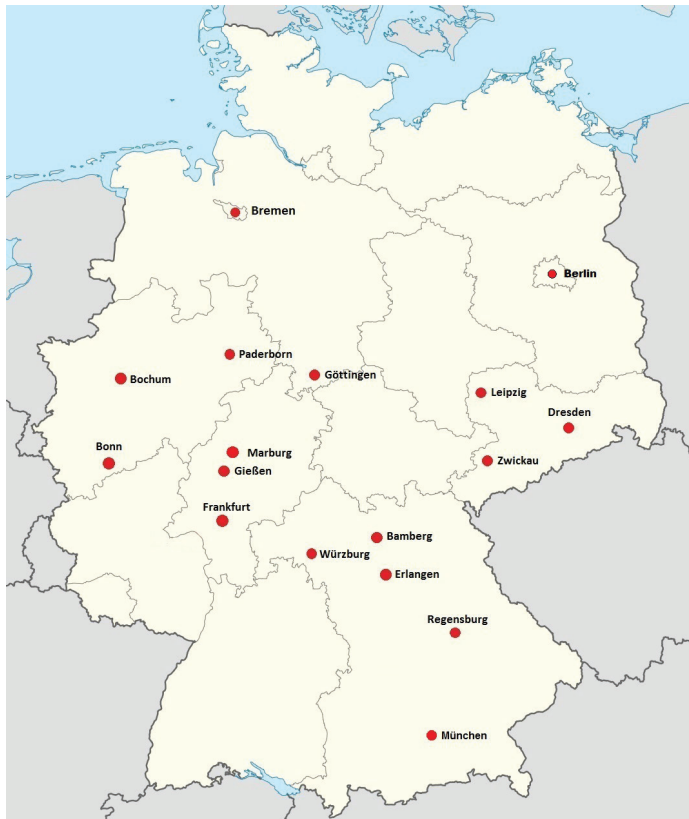 Bremen
Berlin
Paderborn
Göttingen
Bochum
Leipzig
Dresden
Bonn
Marburg
Zwickau
Gießen
Frankfurt
Bamberg
Würzburg
Erlangen
Regensburg
München